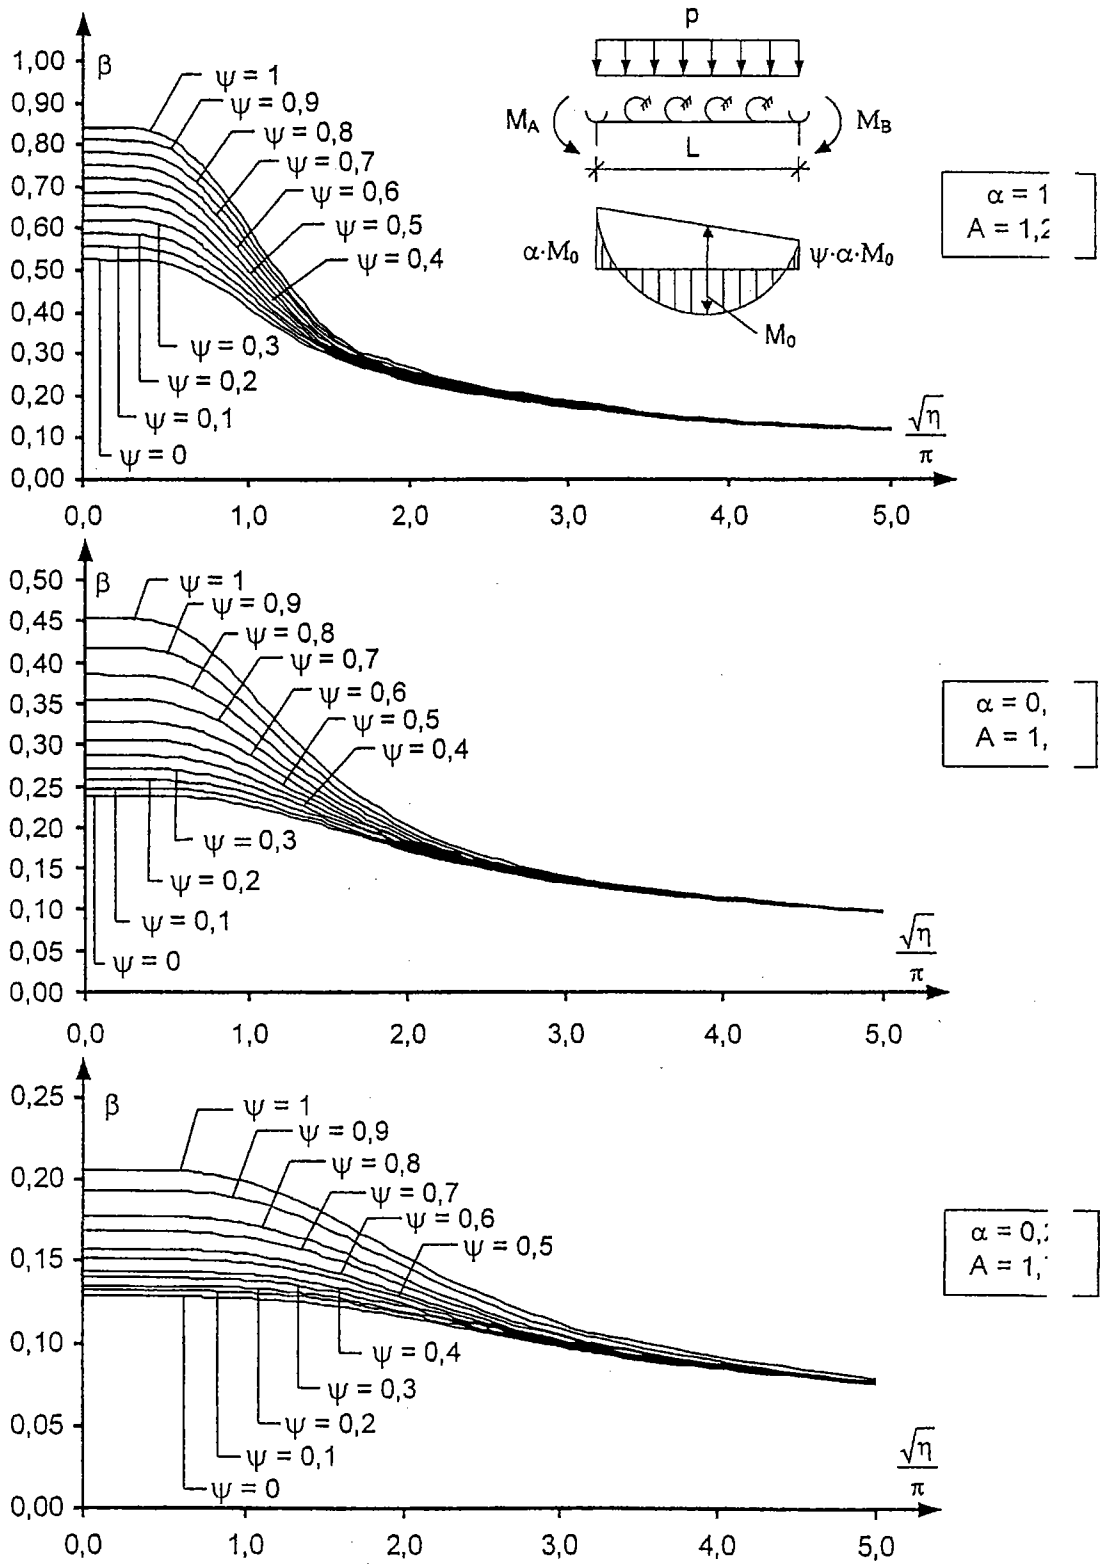 p
M_A
M_B
L
α·M₀
ψ·α·M₀
M₀
1,00
0,90
0,80
0,70
0,60
0,50
0,40
0,30
0,20
0,10
0,00
β
ψ = 1
ψ = 0,9
ψ = 0,8
ψ = 0,7
ψ = 0,6
ψ = 0,5
ψ = 0,4
ψ = 0,3
ψ = 0,2
ψ = 0,1
ψ = 0
√η
π
0,0 1,0 2,0 3,0 4,0 5,0
α = 1
A = 1,2
0,50
0,45
0,40
0,35
0,30
0,25
0,20
0,15
0,10
0,05
0,00
β
ψ = 1
ψ = 0,9
ψ = 0,8
ψ = 0,7
ψ = 0,6
ψ = 0,5
ψ = 0,4
ψ = 0,3
ψ = 0,2
ψ = 0,1
ψ = 0
√η
π
0,0 1,0 2,0 3,0 4,0 5,0
α = 0,
A = 1,
0,25
0,20
0,15
0,10
0,05
0,00
β
ψ = 1
ψ = 0,9
ψ = 0,8
ψ = 0,7
ψ = 0,6
ψ = 0,5
ψ = 0,4
ψ = 0,3
ψ = 0,2
ψ = 0,1
ψ = 0
√η
π
0,0 1,0 2,0 3,0 4,0 5,0
α = 0,
A = 1,